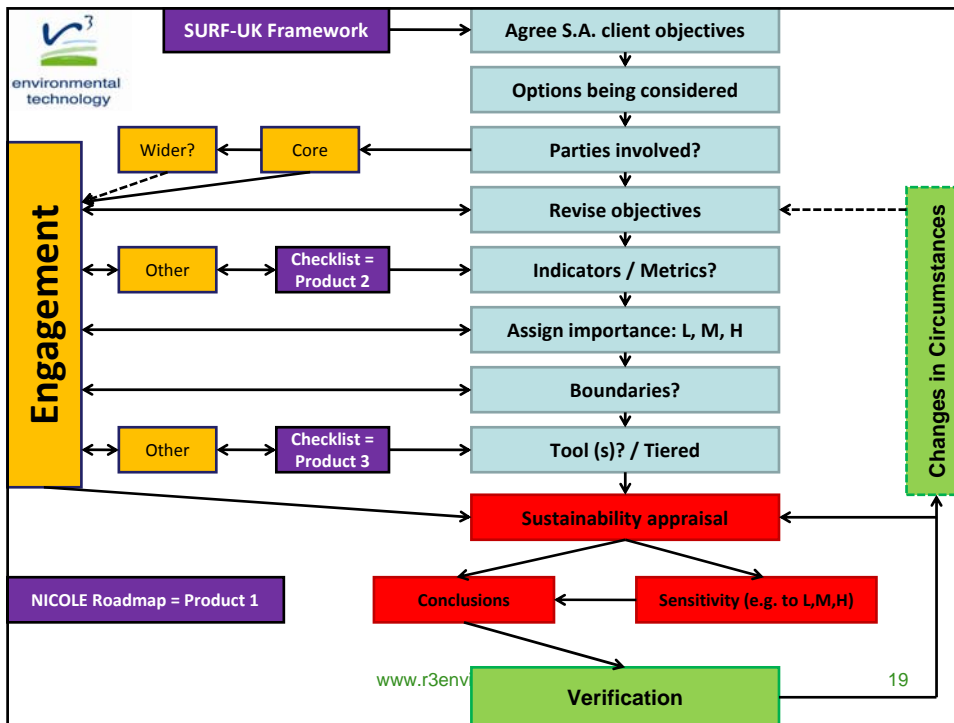 r3
environmental
technology
SURF-UK Framework
Agree S.A. client objectives
Options being considered
Wider?
Core
Parties involved?
Engagement
Revise objectives
Changes in Circumstances
Other
Checklist =
Product 2
Indicators / Metrics?
Assign importance: L, M, H
Boundaries?
Other
Checklist =
Product 3
Tool (s)? / Tiered
Sustainability appraisal
NICOLE Roadmap = Product 1
Conclusions
Sensitivity (e.g. to L,M,H)
www.r3envi
19
Verification